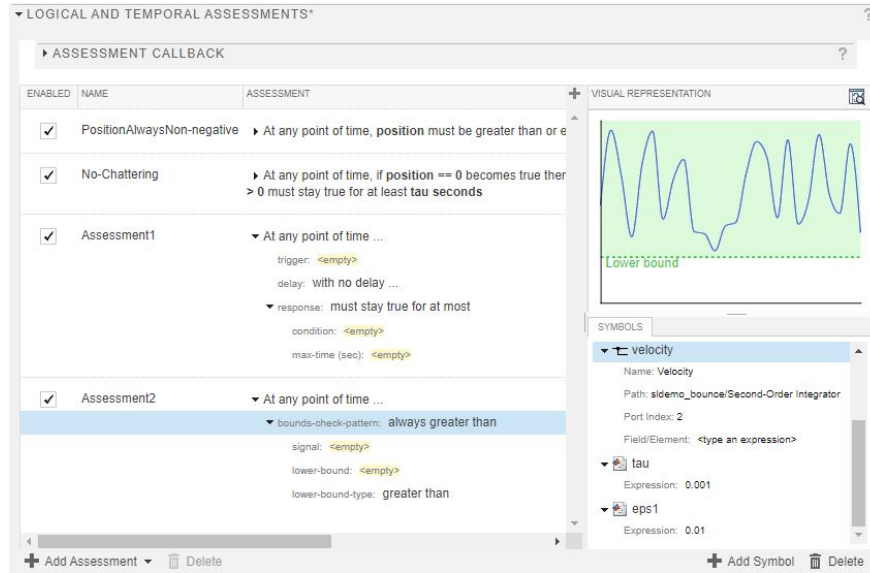 LOGICAL AND TEMPORAL ASSESSMENTS*
?
ASSESSMENT CALLBACK
?
ENABLED NAME ASSESSMENT
PositionAlwaysNon-negative At any point of time, position must be greater than or e
No-Chattering At any point of time, if position == 0 becomes true then
> 0 must stay true for at least tau seconds
Assessment1 At any point of time ...
trigger: <empty>
delay: with no delay ...
response: must stay true for at most
condition: <empty>
max-time (sec): <empty>
Assessment2 At any point of time ...
bounds-check-pattern: always greater than
signal: <empty>
lower-bound: <empty>
lower-bound-type: greater than
Add Assessment Delete
VISUAL REPRESENTATION
Lower bound
SYMBOLS
velocity
Name: Velocity
Path: sldemo_bounce/Second-Order Integrator
Port Index: 2
Field/Element: <type an expression>
tau
Expression: 0.001
eps1
Expression: 0.01
Add Symbol Delete